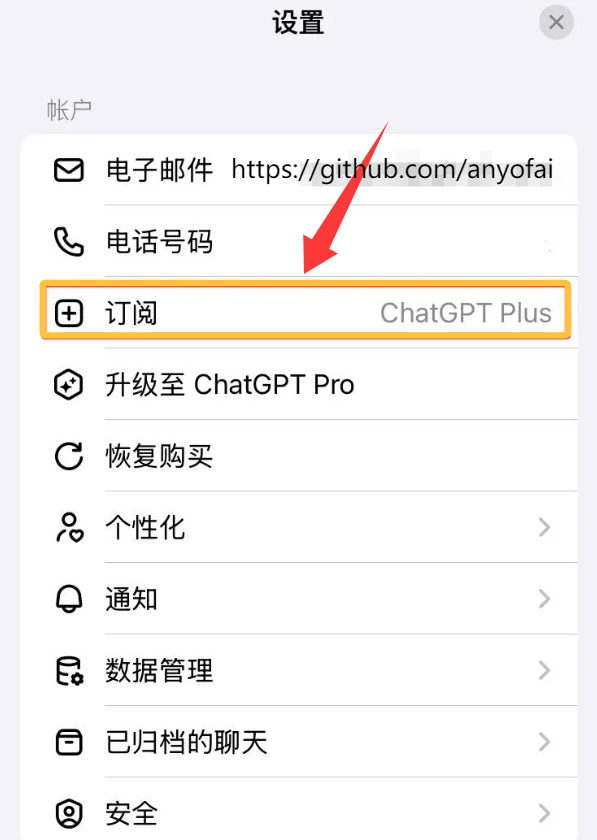 设置
帐户
电子邮件 https://github.com/anyofai
电话号码
订阅 ChatGPT Plus
升级至 ChatGPT Pro
恢复购买
个性化
通知
数据管理
已归档的聊天
安全